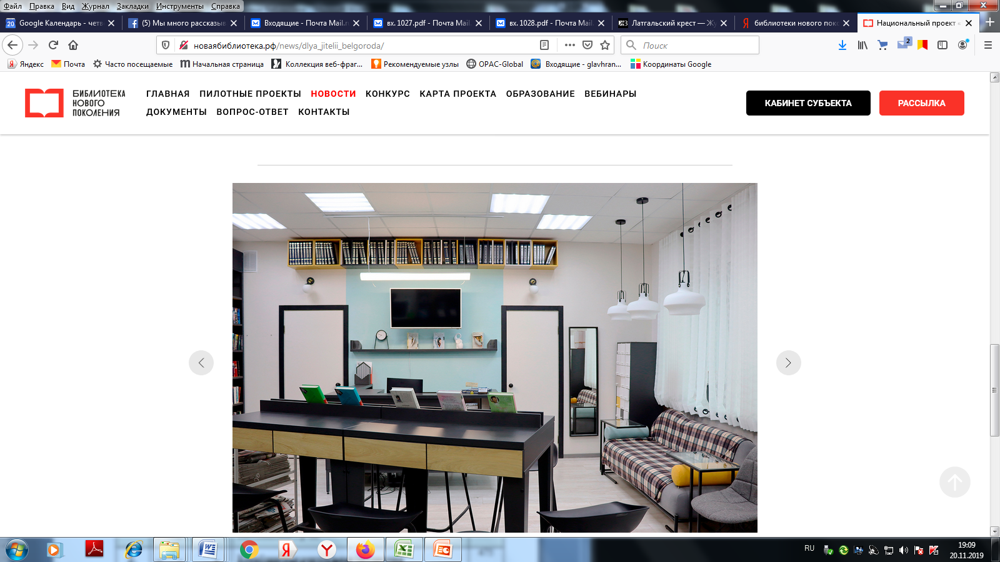 Файл Правка Вид Журнал Закладки Инструменты Справка
20 Google Календарь - четв
(5) Мы много рассказыв
Входящие - Почта Mail.r
вх. 1027.pdf - Почта Mail.
вх. 1028.pdf - Почта Mail.
Латгальский крест — Жу
библиотеки нового поко
Национальный проект «
новаябиблиотека.рф/news/dlya_jitelii_belgoroda/
Поиск
2
Яндекс
Почта
Часто посещаемые
Начальная страница
Коллекция веб-фраг...
Рекомендуемые узлы
OPAC-Global
Входящие - glavhran...
Координаты Google
БИБЛИОТЕКА
НОВОГО
ПОКОЛЕНИЯ
ГЛАВНАЯ ПИЛОТНЫЕ ПРОЕКТЫ НОВОСТИ КОНКУРС КАРТА ПРОЕКТА ОБРАЗОВАНИЕ ВЕБИНАРЫ
ДОКУМЕНТЫ ВОПРОС-ОТВЕТ КОНТАКТЫ
КАБИНЕТ СУБЪЕКТА
РАССЫЛКА
RU
19:09
20.11.2019